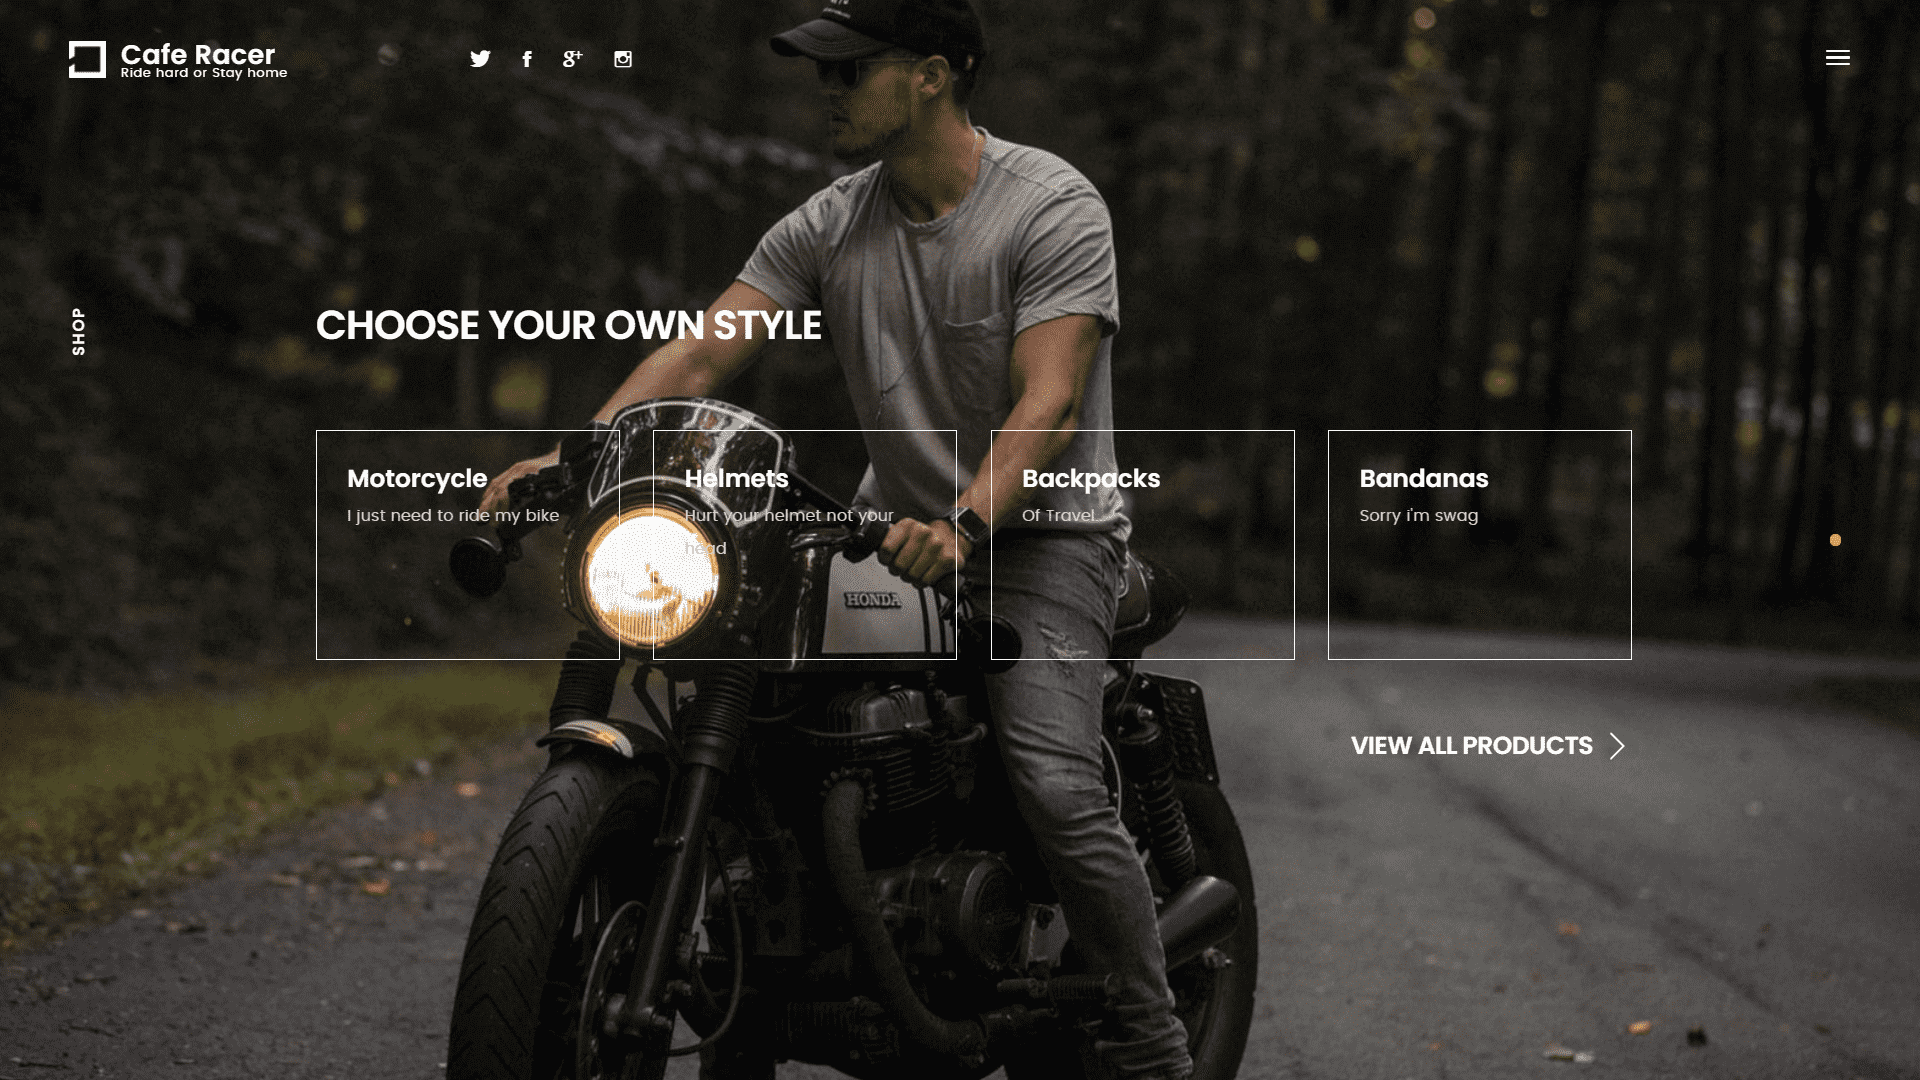 Cafe Racer
Ride hard or Stay home
SHOP
CHOOSE YOUR OWN STYLE
Motorcycle
I just need to ride my bike
Helmets
Hurt your helmet not your
head
Backpacks
Of Travel...
Bandanas
Sorry i'm swag
HONDA
VIEW ALL PRODUCTS